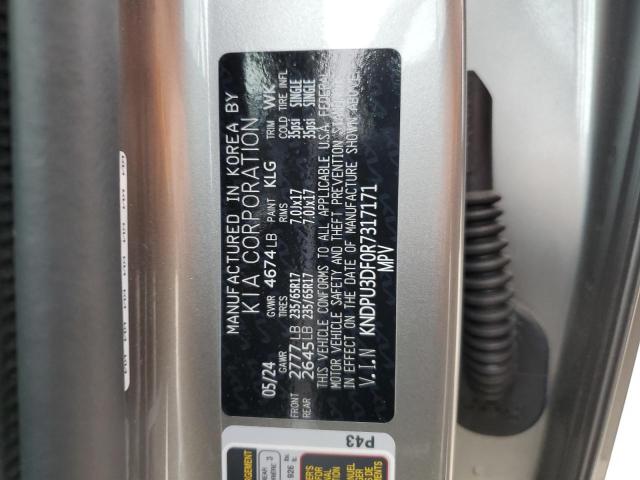 MANUFACTURED IN KOREA BY
KIA CORPORATION
05/24 GVWR 4674LB PAINT KLG TRIM WK
GAWR TIRES RIMS COLD TIRE INFL
FRONT 2777LB 235/65R17 7.0Jx17 35psi SINGLE
REAR 2645LB 235/65R17 7.0Jx17 35psi SINGLE
THIS VEHICLE CONFORMS TO ALL APPLICABLE U.S.A. FEDERAL
MOTOR VEHICLE SAFETY AND THEFT PREVENTION STANDARDS
IN EFFECT ON THE DATE OF MANUFACTURE SHOWN ABOVE.
V.I.N KNDPU3DF0R7317171
MPV
P43